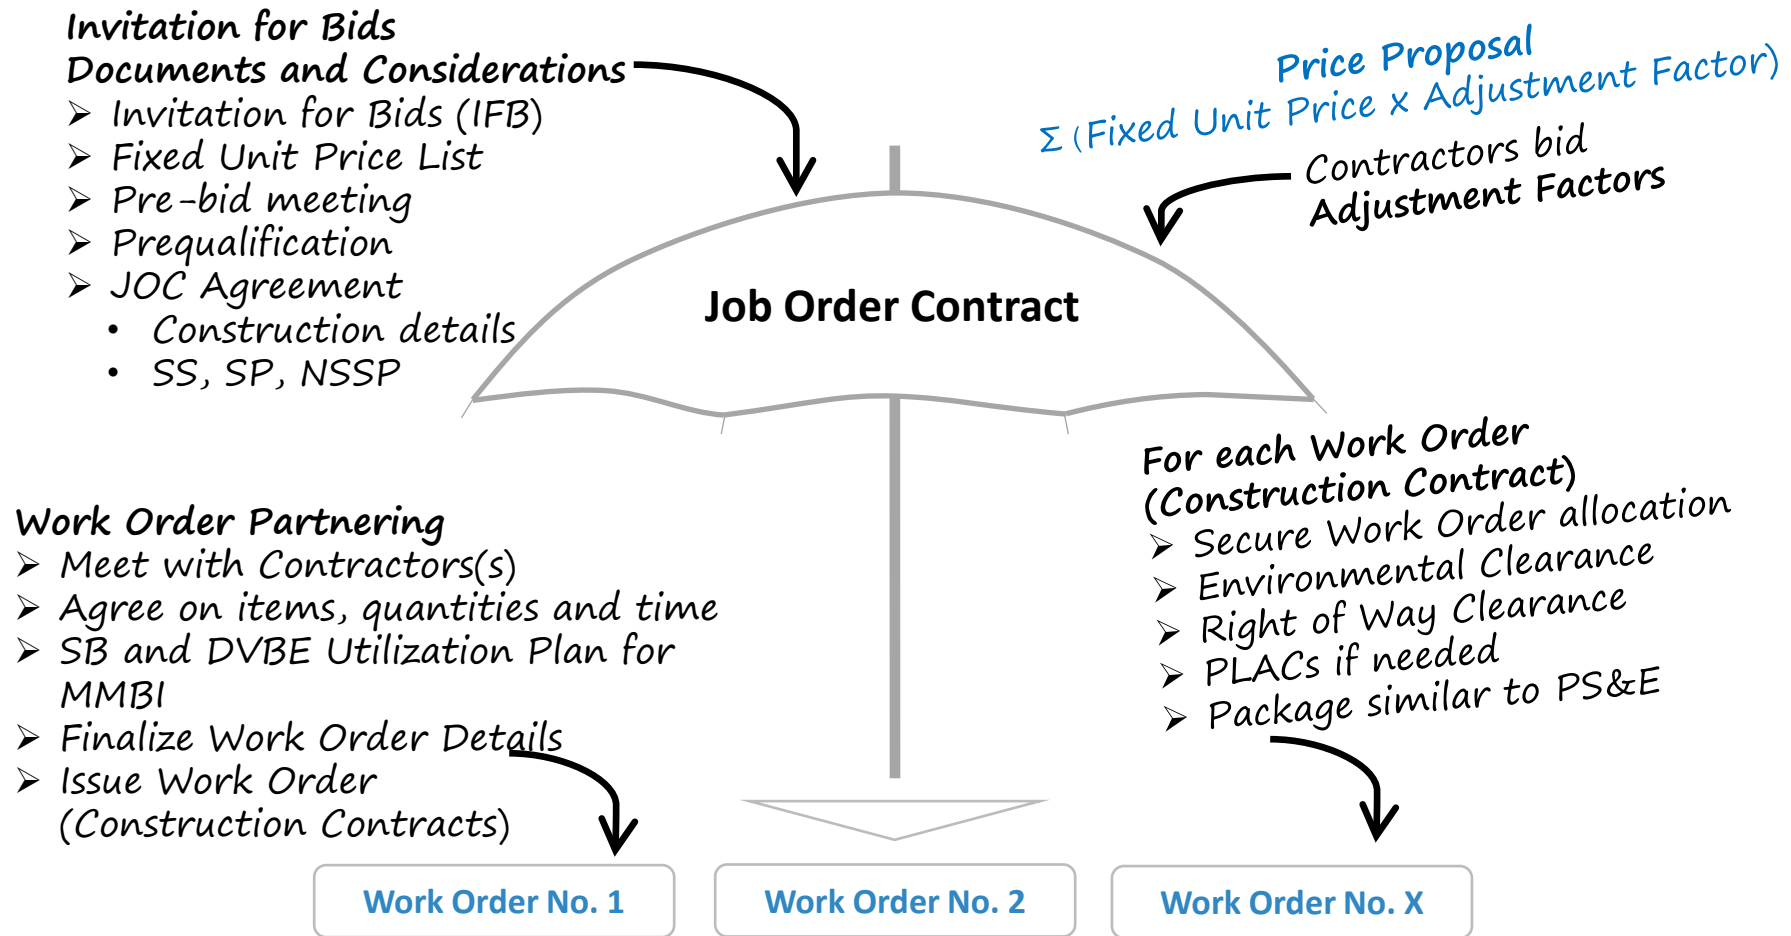 Invitation for Bids
Documents and Considerations
➢ Invitation for Bids (IFB)
➢ Fixed Unit Price List
➢ Pre-bid meeting
➢ Prequalification
➢ JOC Agreement
• Construction details
• SS, SP, NSSP
Price Proposal
Σ (Fixed Unit Price x Adjustment Factor)
Contractors bid
Adjustment Factors
Job Order Contract
Work Order Partnering
➢ Meet with Contractors(s)
➢ Agree on items, quantities and time
➢ SB and DVBE Utilization Plan for
MMBI
➢ Finalize Work Order Details
➢ Issue Work Order
(Construction Contracts)
For each Work Order
(Construction Contract)
➢ Secure Work Order allocation
➢ Environmental Clearance
➢ Right of Way Clearance
➢ PLACs if needed
➢ Package similar to PS&E
Work Order No. 1
Work Order No. 2
Work Order No. X